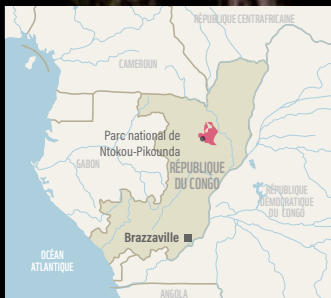 RÉPUBLIQUE CENTRAFRICAINE
CAMEROUN
Parc national de
Ntokou-Pikounda
GABON
RÉPUBLIQUE
DU CONGO
RÉPUBLIQUE
DÉMOCRATIQUE
DU CONGO
Brazzaville
OCÉAN
ATLANTIQUE
ANGOLA